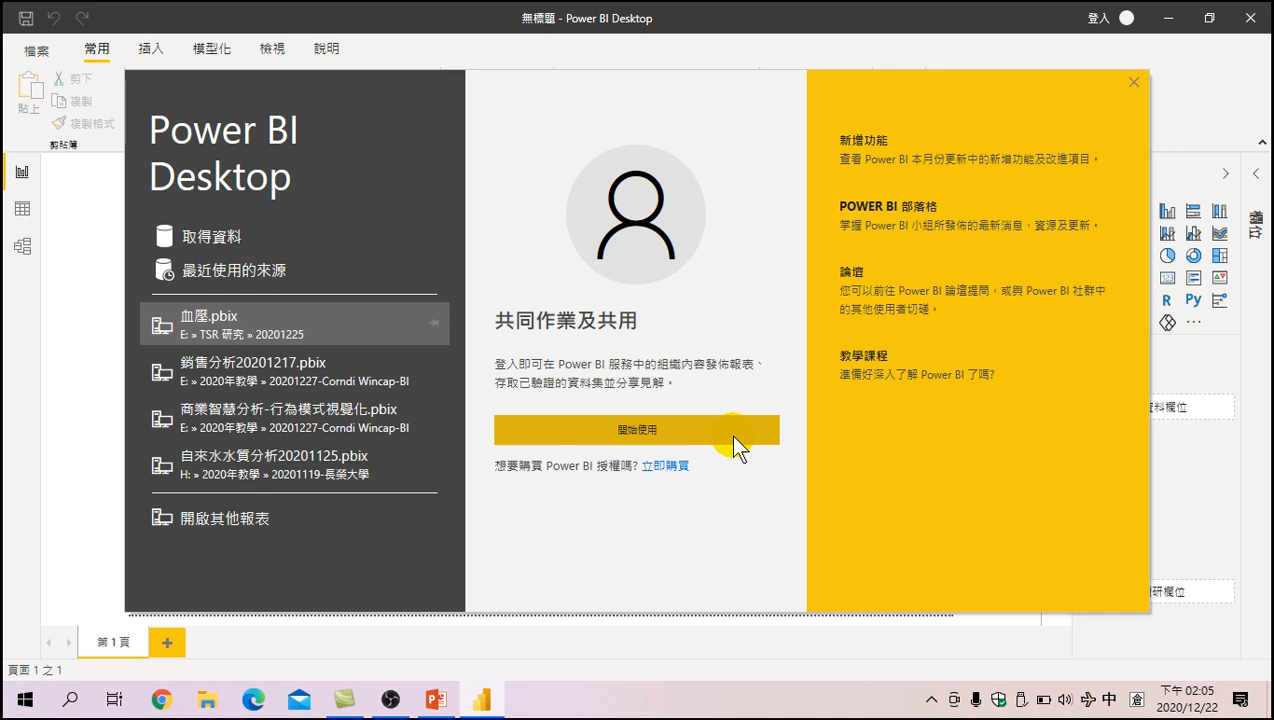 無標題 - Power BI Desktop
登入
檔案
常用
插入
模型化
檢視
說明
貼上
剪下
複製
複製格式
剪貼簿
Power BI
Desktop
取得資料
最近使用的來源
血壓.pbix
E: » TSR 研究 » 20201225
銷售分析20201217.pbix
E: » 2020年教學 » 20201227-Corndi Wincap-BI
商業智慧分析-行為模式視覺化.pbix
E: » 2020年教學 » 20201227-Corndi Wincap-BI
自來水水質分析20201125.pbix
H: » 2020年教學 » 20201119-長榮大學
開啟其他報表
共同作業及共用
登入即可在 Power BI 服務中的組織內容發佈報表、
存取已驗證的資料集並分享見解。
開始使用
想要購買 Power BI 授權嗎? 立即購買
新增功能
查看 Power BI 本月份更新中的新增功能及改進項目。
POWER BI 部落格
掌握 Power BI 小組所發佈的最新消息、資源及更新。
論壇
您可以前往 Power BI 論壇提問，或與 Power BI 社群中
的其他使用者切磋。
教學課程
準備好深入了解 Power BI 了嗎?
欄位
123
R
Py
料欄位
研欄位
第 1 頁
頁面 1 之 1
中
倉
下午 02:05
2020/12/22